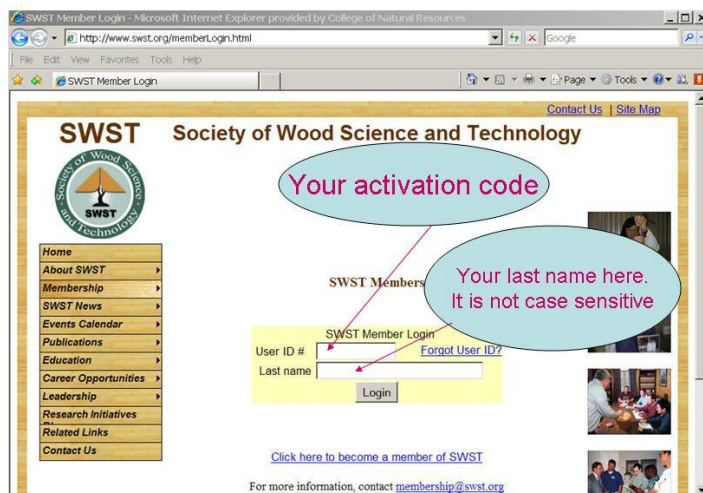 SWST Member Login - Microsoft Internet Explorer provided by College of Natural Resources
http://www.swst.org/memberLogin.html
Google
File Edit View Favorites Tools Help
SWST Member Login
Page Tools
Contact Us | Site Map
SWST Society of Wood Science and Technology
Society of Wood Science and Technology
SWST
Your activation code
Home
About SWST
Membership
SWST News
Events Calendar
Publications
Education
Career Opportunities
Leadership
Research Initiatives
Related Links
Contact Us
SWST Members
Your last name here.
It is not case sensitive
SWST Member Login
User ID # Forgot User ID?
Last name
Login
Click here to become a member of SWST
For more information, contact membership@swst.org